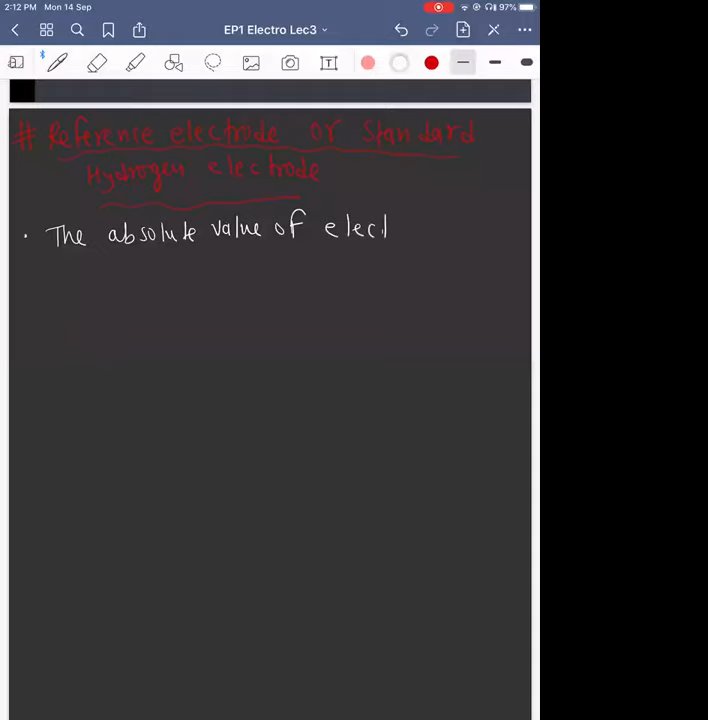 2:12 PM Mon 14 Sep 97%
EP1 Electro Lec3
# Reference electrode or Standard
Hydrogen electrode
. The absolute value of elect